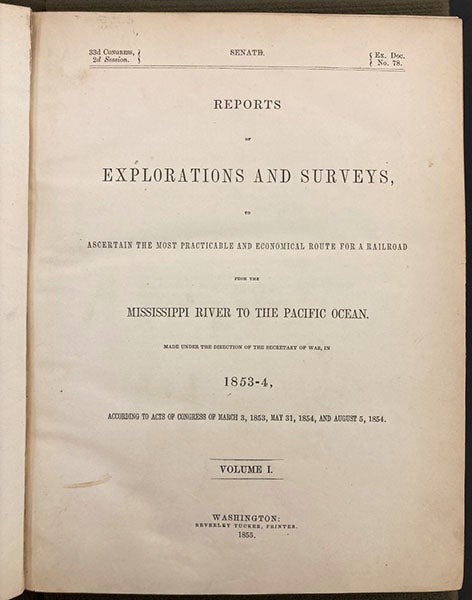 33d Congress,
2d Session.
SENATE.
Ex. Doc.
No. 78.
REPORTS
OF
EXPLORATIONS AND SURVEYS,
TO
ASCERTAIN THE MOST PRACTICABLE AND ECONOMICAL ROUTE FOR A RAILROAD
FROM THE
MISSISSIPPI RIVER TO THE PACIFIC OCEAN.
MADE UNDER THE DIRECTION OF THE SECRETARY OF WAR, IN
1853-4,
ACCORDING TO ACTS OF CONGRESS OF MARCH 3, 1853, MAY 31, 1854, AND AUGUST 5, 1854.
VOLUME I.
WASHINGTON:
BEVERLEY TUCKER, PRINTER.
1855.